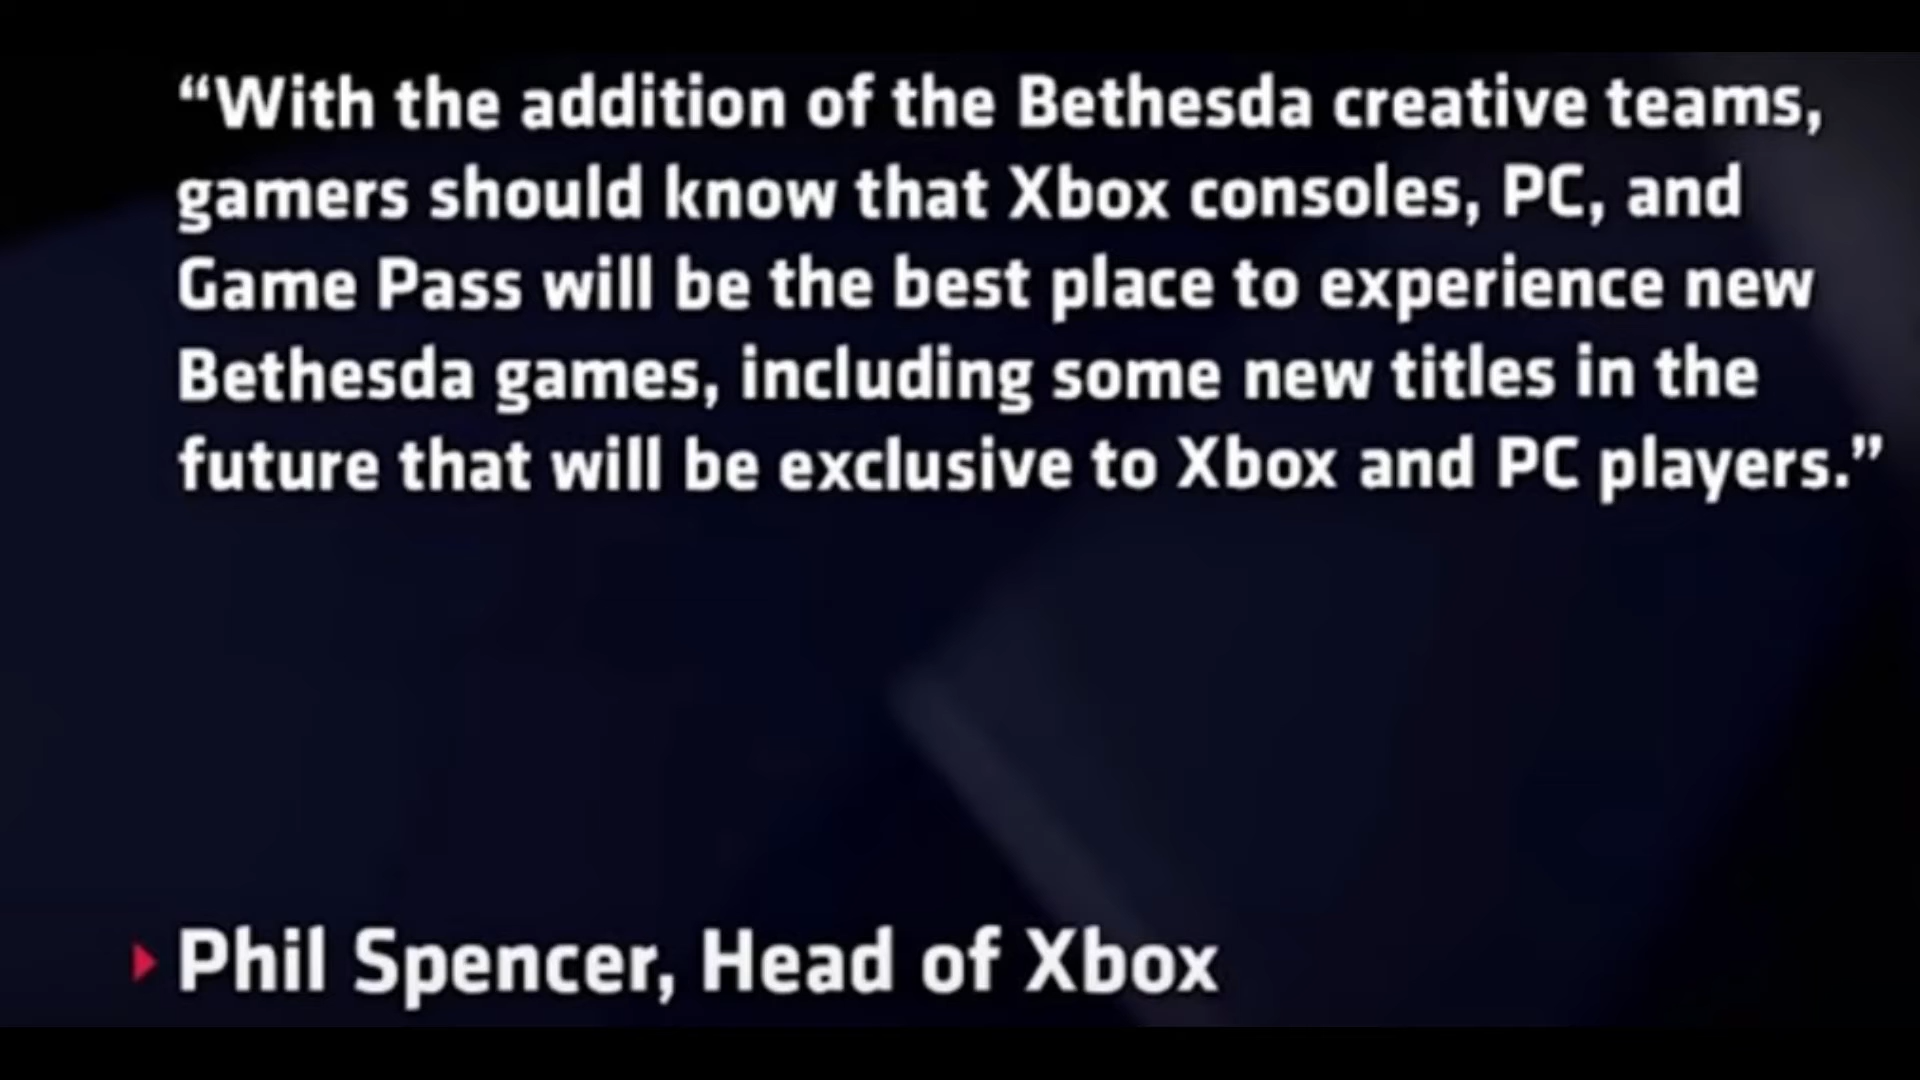 “With the addition of the Bethesda creative teams,
gamers should know that Xbox consoles, PC, and
Game Pass will be the best place to experience new
Bethesda games, including some new titles in the
future that will be exclusive to Xbox and PC players.”
Phil Spencer, Head of Xbox